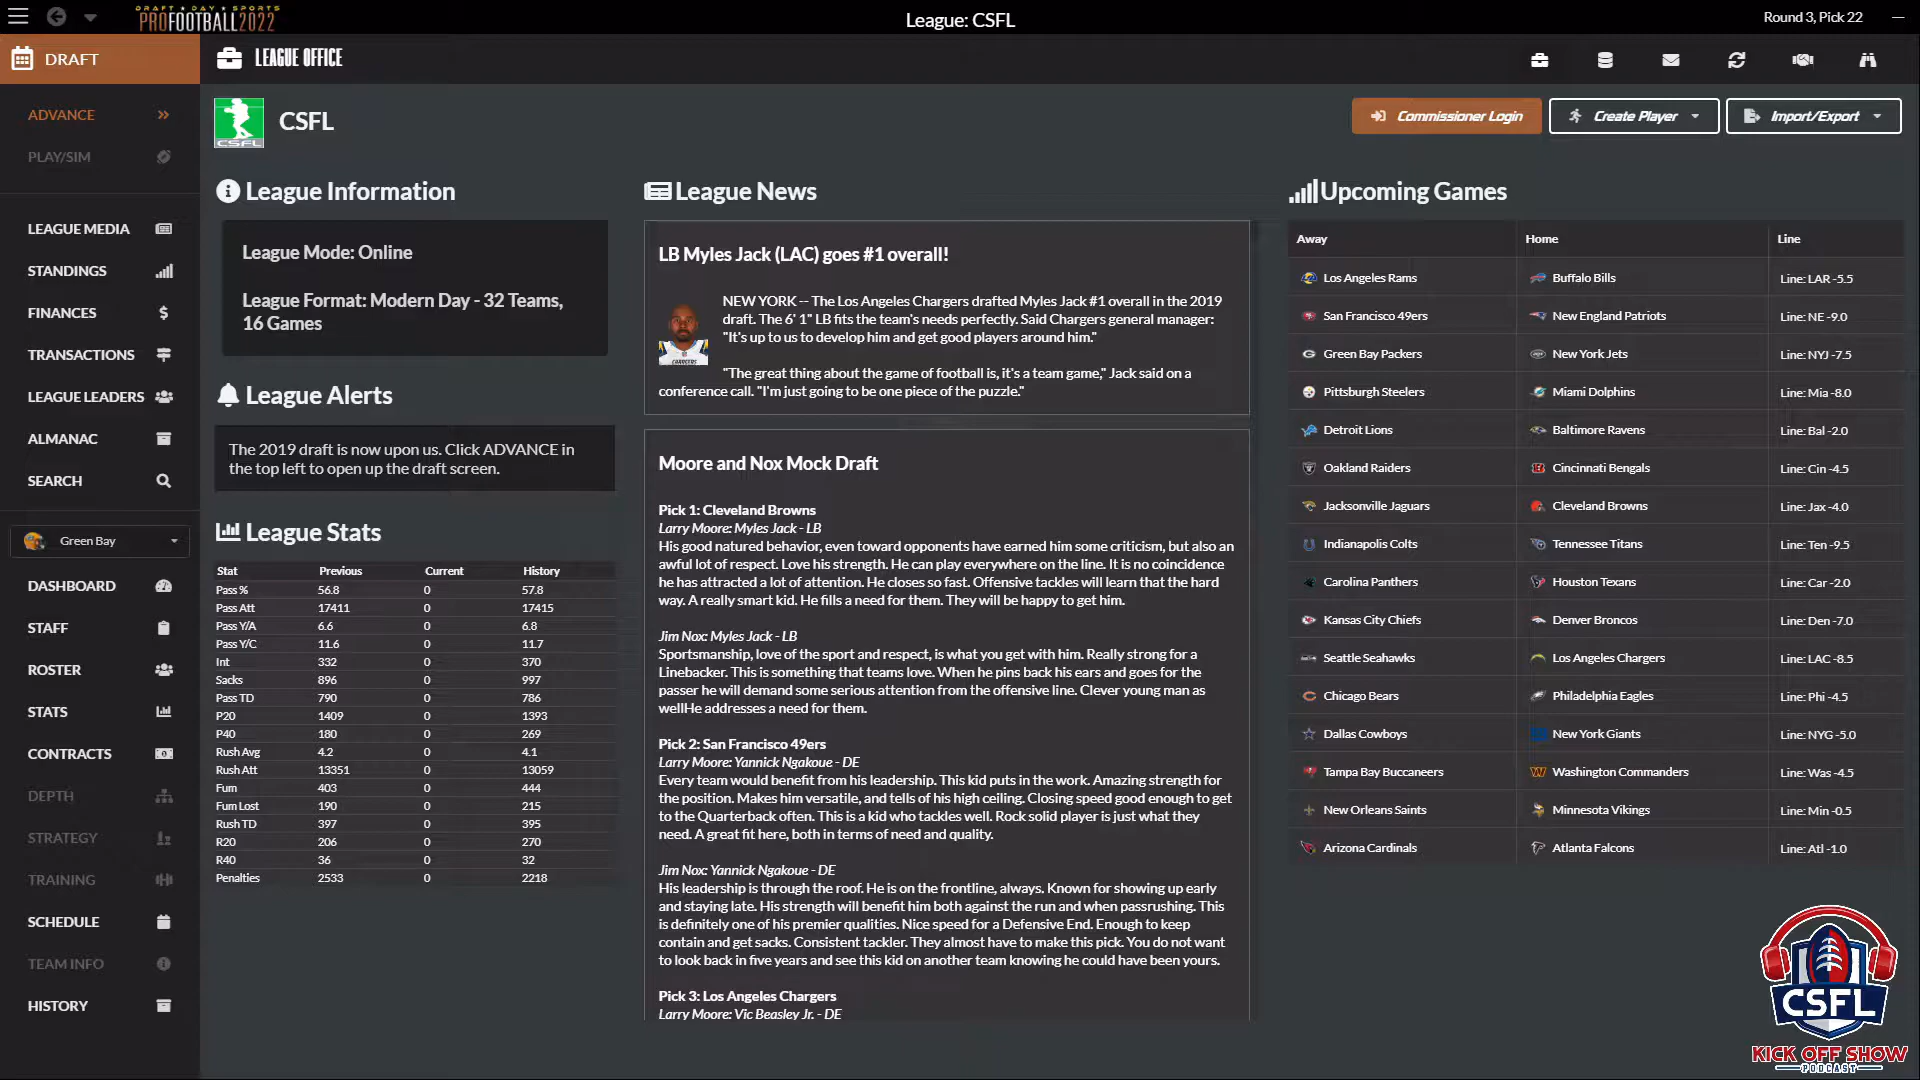 DRAFT DAY SPORTS
PROFOOTBALL2022
League: CSFL
Round 3, Pick 22
DRAFT
ADVANCE
PLAY/SIM
LEAGUE MEDIA
STANDINGS
FINANCES
TRANSACTIONS
LEAGUE LEADERS
ALMANAC
SEARCH
Green Bay
DASHBOARD
STAFF
ROSTER
STATS
CONTRACTS
DEPTH
STRATEGY
TRAINING
SCHEDULE
TEAM INFO
HISTORY
LEAGUE OFFICE
CSFL
CSFL
Commissioner Login
Create Player
Import/Export
League Information
League Mode: Online
League Format: Modern Day - 32 Teams,
16 Games
League Alerts
The 2019 draft is now upon us. Click ADVANCE in
the top left to open up the draft screen.
League Stats
Stat Previous Current History
Pass % 56.8 0 57.8
Pass Att 17411 0 17415
Pass Y/A 6.6 0 6.8
Pass Y/C 11.6 0 11.7
Int 332 0 370
Sacks 896 0 997
Pass TD 790 0 786
P20 1409 0 1393
P40 180 0 269
Rush Avg 4.2 0 4.1
Rush Att 13351 0 13059
Fum 403 0 444
Fum Lost 190 0 215
Rush TD 397 0 395
R20 206 0 270
R40 36 0 32
Penalties 2533 0 2218
League News
LB Myles Jack (LAC) goes #1 overall!
NEW YORK -- The Los Angeles Chargers drafted Myles Jack #1 overall in the 2019
draft. The 6' 1" LB fits the team's needs perfectly. Said Chargers general manager:
"It's up to us to develop him and get good players around him."
"The great thing about the game of football is, it's a team game," Jack said on a
conference call. "I'm just going to be one piece of the puzzle."
Moore and Nox Mock Draft
Pick 1: Cleveland Browns
Larry Moore: Myles Jack - LB
His good natured behavior, even toward opponents have earned him some criticism, but also an
awful lot of respect. Love his strength. He can play everywhere on the line. It is no coincidence
he has attracted a lot of attention. He closes so fast. Offensive tackles will learn that the hard
way. A really smart kid. He fills a need for them. They will be happy to get him.
Jim Nox: Myles Jack - LB
Sportsmanship, love of the sport and respect, is what you get with him. Really strong for a
Linebacker. This is something that teams love. When he pins back his ears and goes for the
passer he will demand some serious attention from the offensive line. Clever young man as
wellHe addresses a need for them.
Pick 2: San Francisco 49ers
Larry Moore: Yannick Ngakoue - DE
Every team would benefit from his leadership. This kid puts in the work. Amazing strength for
the position. Makes him versatile, and tells of his high ceiling. Closing speed good enough to get
to the Quarterback often. This is a kid who tackles well. Rock solid player is just what they
need. A great fit here, both in terms of need and quality.
Jim Nox: Yannick Ngakoue - DE
His leadership is through the roof. He is on the frontline, always. Known for showing up early
and staying late. His strength will benefit him both against the run and when passrushing. This
is definitely one of his premier qualities. Nice speed for a Defensive End. Enough to keep
contain and get sacks. Consistent tackler. They almost have to make this pick. You do not want
to look back in five years and see this kid on another team knowing he could have been yours.
Pick 3: Los Angeles Chargers
Larry Moore: Vic Beasley Jr. - DE
Upcoming Games
Away Home Line
Los Angeles Rams Buffalo Bills Line: LAR -5.5
San Francisco 49ers New England Patriots Line: NE -9.0
Green Bay Packers New York Jets Line: NYJ -7.5
Pittsburgh Steelers Miami Dolphins Line: Mia -8.0
Detroit Lions Baltimore Ravens Line: Bal -2.0
Oakland Raiders Cincinnati Bengals Line: Cin -4.5
Jacksonville Jaguars Cleveland Browns Line: Jax -4.0
Indianapolis Colts Tennessee Titans Line: Ten -9.5
Carolina Panthers Houston Texans Line: Car -2.0
Kansas City Chiefs Denver Broncos Line: Den -7.0
Seattle Seahawks Los Angeles Chargers Line: LAC -8.5
Chicago Bears Philadelphia Eagles Line: Phi -4.5
Dallas Cowboys New York Giants Line: NYG -5.0
Tampa Bay Buccaneers Washington Commanders Line: Was -4.5
New Orleans Saints Minnesota Vikings Line: Min -0.5
Arizona Cardinals Atlanta Falcons Line: Atl -1.0
CSFL
KICK OFF SHOW
PODCAST